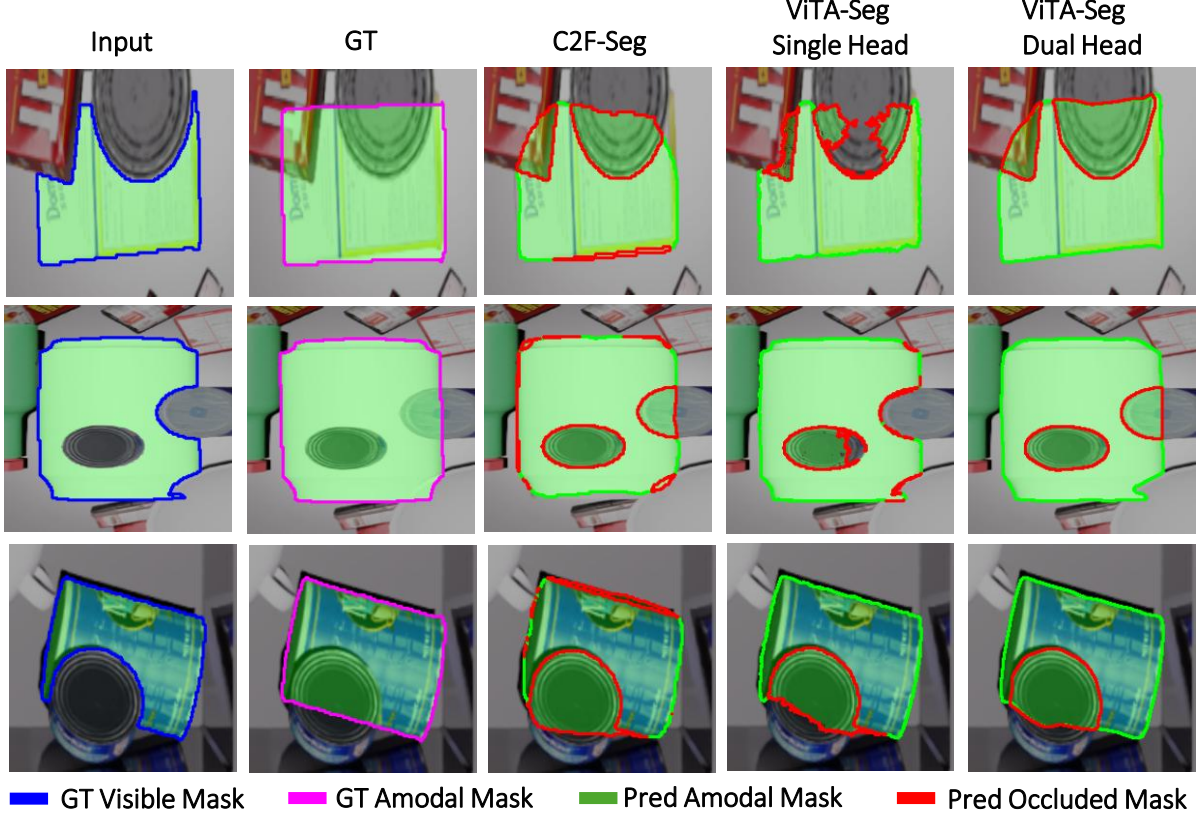 Input
GT
C2F-Seg
ViTA-Seg
Single Head
ViTA-Seg
Dual Head
GT Visible Mask
GT Amodal Mask
Pred Amodal Mask
Pred Occluded Mask